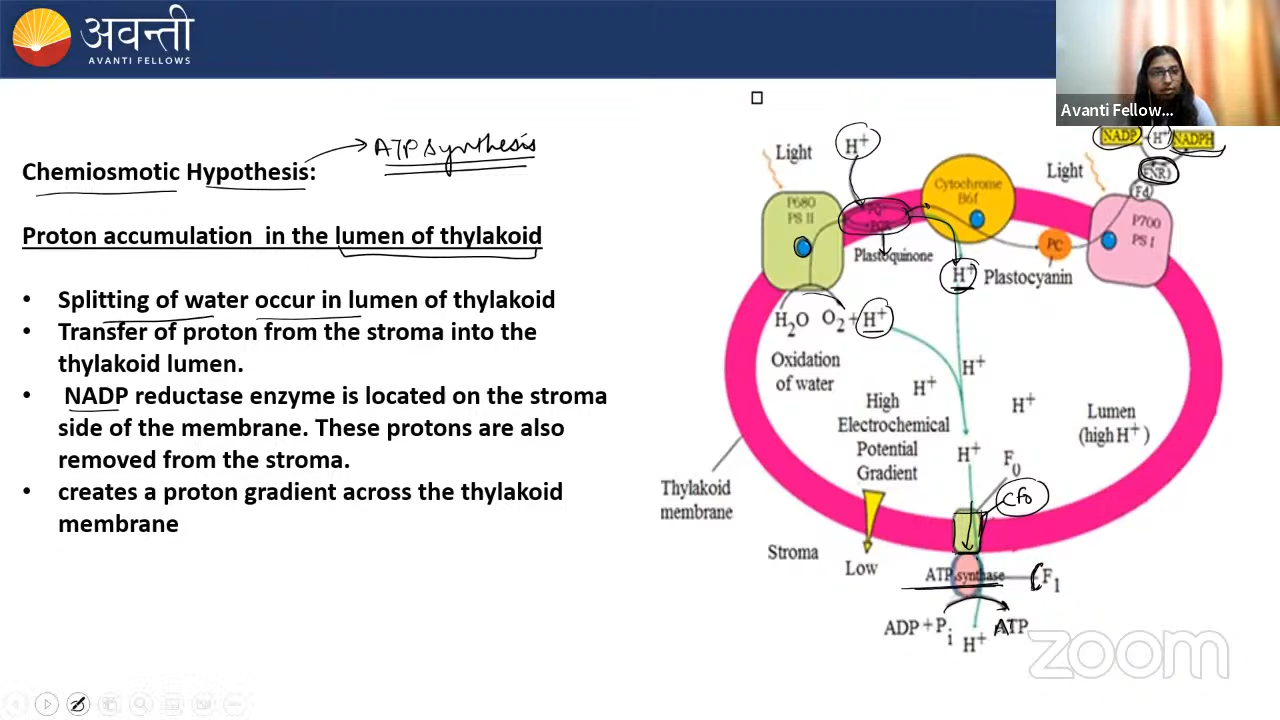 अवन्ती
AVANTI FELLOWS
Avanti Fellow...
Chemiosmotic Hypothesis:
ATP synthesis
Proton accumulation in the lumen of thylakoid
• Splitting of water occur in lumen of thylakoid
• Transfer of proton from the stroma into the
thylakoid lumen.
• NADP reductase enzyme is located on the stroma
side of the membrane. These protons are also
removed from the stroma.
• creates a proton gradient across the thylakoid
membrane
H+
NADP + H+ NADPH
Light
Light
FNR)
Fd
Cytochrome
B6f
P680
PS II
P700
PS I
PQ
PC
Plastoquinone
H+
Plastocyanin
H2O O2 + H+
Oxidation
of water
H+
H+
H+
High
Electrochemical
Potential
Gradient
Lumen
(high H+)
H+
F0
CF0
Thylakoid
membrane
Stroma
Low
ATP synthase
(F1
ADP + Pi
ATP
H+
zoom